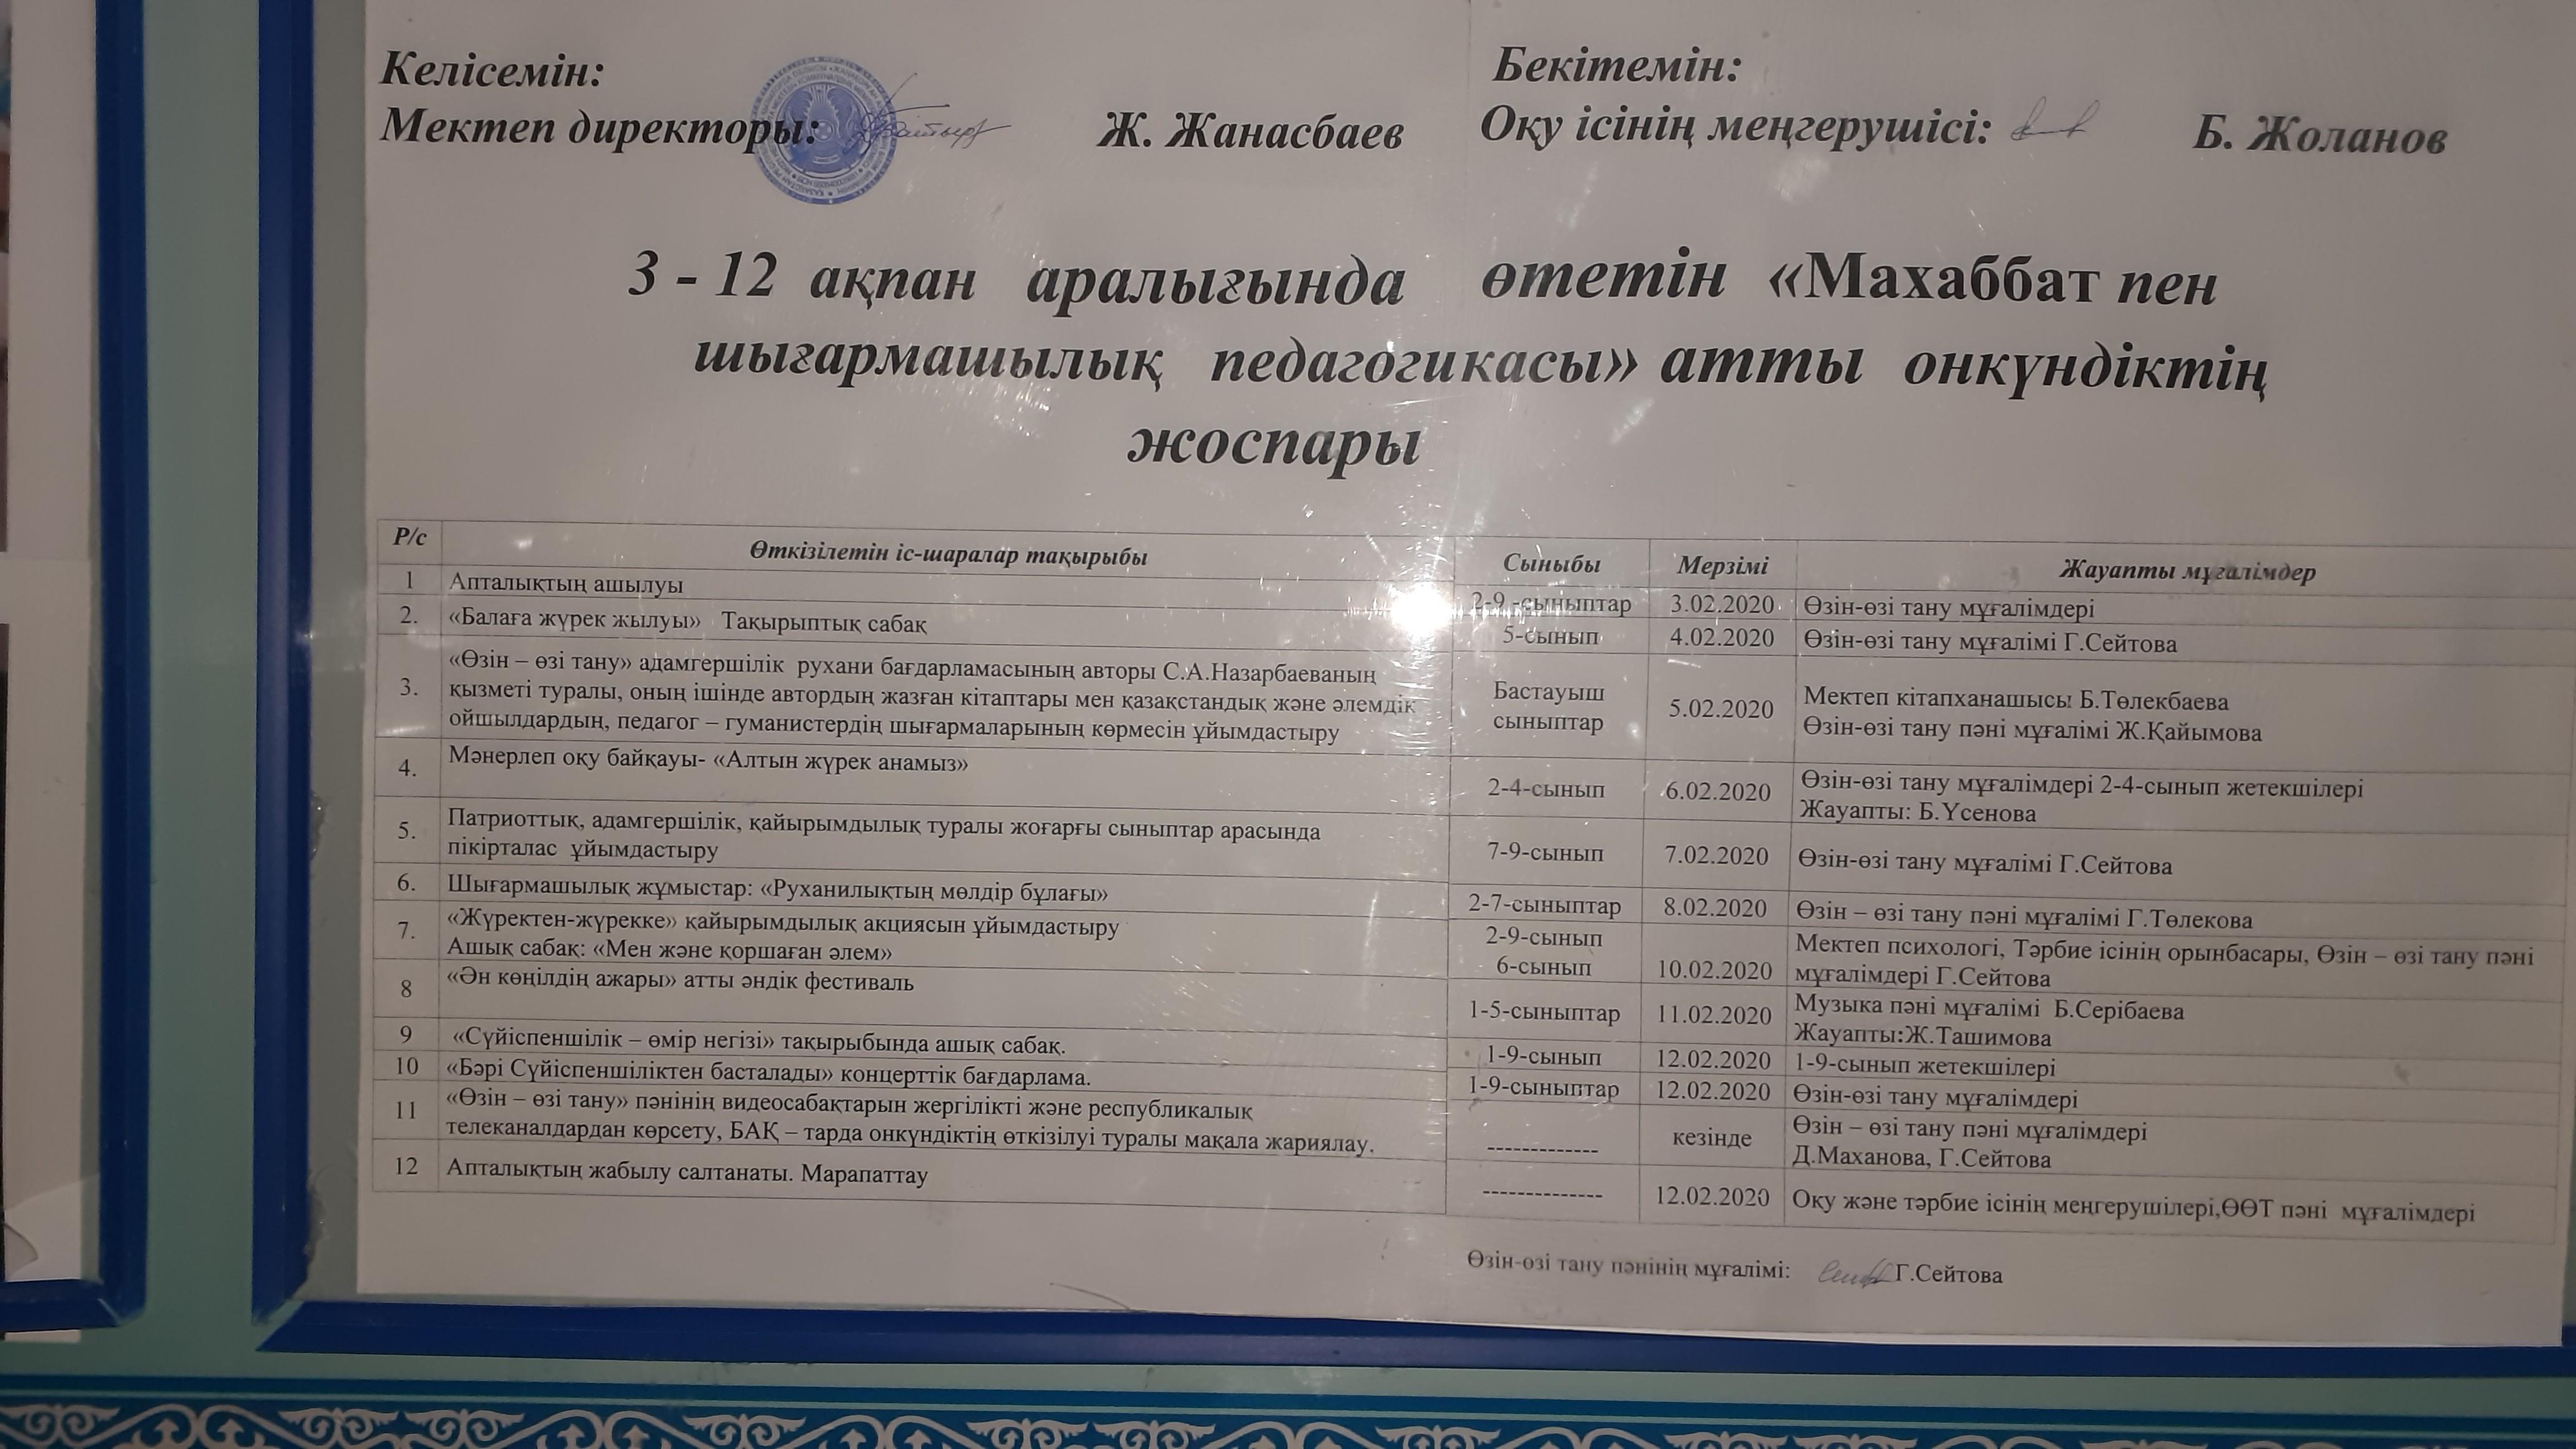 Келісемін:
Бекітемін:
Мектеп директоры: Ж. Жанасбаев
Оқу ісінің меңгерушісі: Б. Жоланов
3 - 12 ақпан аралығында өтетін «Махаббат пен
шығармашылық педагогикасы» атты онкүндіктің
жоспары
Р/с Өткізілетін іс-шаралар тақырыбы Сыныбы Мерзімі Жауапты мұғалімдер
1 Апталықтың ашылуы 2-9 -сыныптар 3.02.2020 Өзін-өзі тану мұғалімдері
2. «Балаға жүрек жылуы» Тақырыптық сабақ 5-сынып 4.02.2020 Өзін-өзі тану мұғалімі Г.Сейтова
3. «Өзін – өзі тану» адамгершілік рухани бағдарламасының авторы С.А.Назарбаеваның
қызметі туралы, оның ішінде автордың жазған кітаптары мен қазақстандық және әлемдік
ойшылдардың, педагог – гуманистердің шығармаларының көрмесін ұйымдастыру
Бастауыш
сыныптар
5.02.2020
Мектеп кітапханашысы Б.Төлекбаева
Өзін-өзі тану пәні мұғалімі Ж.Қайымова
4. Мәнерлеп оқу байқауы- «Алтын жүрек анамыз» 2-4-сынып 6.02.2020 Өзін-өзі тану мұғалімдері 2-4-сынып жетекшілері
Жауапты: Б.Үсенова
5. Патриоттық, адамгершілік, қайырымдылық туралы жоғарғы сыныптар арасында
пікірталас ұйымдастыру
7-9-сынып 7.02.2020 Өзін-өзі тану мұғалімі Г.Сейтова
6. Шығармашылық жұмыстар: «Руханилықтың мөлдір бұлағы» 2-7-сыныптар 8.02.2020 Өзін – өзі тану пәні мұғалімі Г.Төлекова
7. «Жүректен-жүрекке» қайырымдылық акциясын ұйымдастыру
Ашық сабақ: «Мен және қоршаған әлем»
2-9-сынып
6-сынып
10.02.2020
Мектеп психологі, Тәрбие ісінің орынбасары, Өзін – өзі тану пәні
мұғалімдері Г.Сейтова
8 «Ән көңілдің ажары» атты әндік фестиваль 1-5-сыныптар 11.02.2020 Музыка пәні мұғалімі Б.Серібаева
Жауапты:Ж.Ташимова
9 «Сүйіспеншілік – өмір негізі» тақырыбында ашық сабақ. 1-9-сынып 12.02.2020 1-9-сынып жетекшілері
10 «Бәрі Сүйіспеншіліктен басталады» концерттік бағдарлама. 1-9-сыныптар 12.02.2020 Өзін-өзі тану мұғалімдері
11 «Өзін – өзі тану» пәнінің видеосабақтарын жергілікті және республикалық
телеканалдардан көрсету, БАҚ – тарда онкүндіктің өткізілуі туралы мақала жариялау.
------------- кезінде
Өзін – өзі тану пәні мұғалімдері
Д.Маханова, Г.Сейтова
12 Апталықтың жабылу салтанаты. Марапаттау -------------- 12.02.2020 Оқу және тәрбие ісінің меңгерушілері,ӨӨТ пәні мұғалімдері
Өзін-өзі тану пәнінің мұғалімі: Г.Сейтова